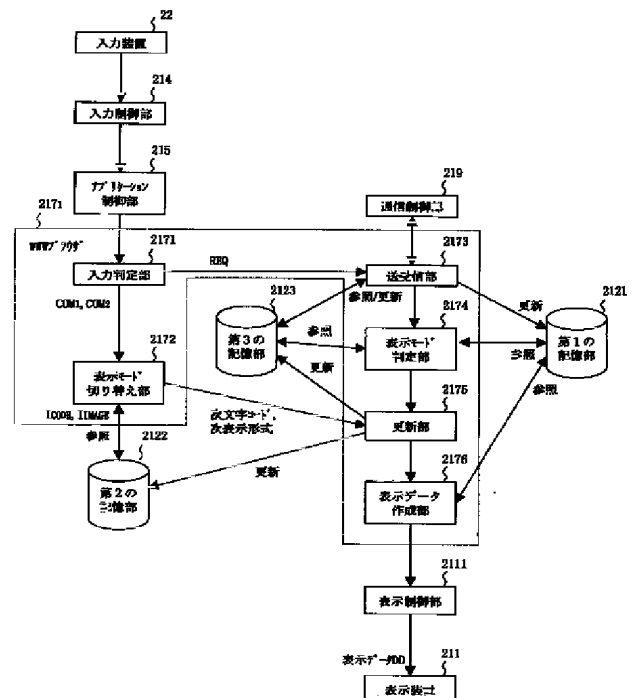 22
入力装置
214
入力制御部
215
アプリケーション
制御部
219
通信制御部
2171
WWWブラウザ
2171
入力判定部
REQ
2173
送受信部
COM1, COM2
2123
第3の
記憶部
参照/更新
更新
2121
第1の
記憶部
2174
表示モード
判定部
参照
参照
参照
2172
表示モード
切り替え部
更新
2175
更新部
ICODE, IIMAGE
参照
次文字コード,
次表示形式
2122
第2の
記憶部
更新
2176
表示データ
作成部
2111
表示制御部
表示データDD
211
表示装置